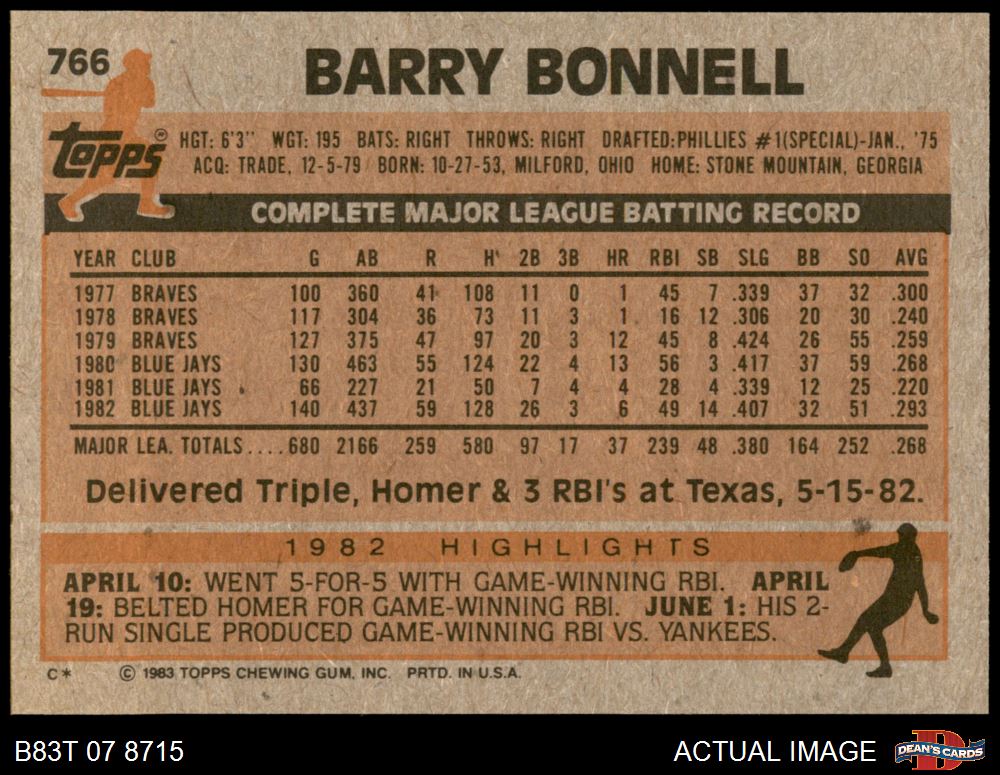 766
BARRY BONNELL
Topps®
HGT: 6'3" WGT: 195 BATS: RIGHT THROWS: RIGHT DRAFTED:PHILLIES #1(SPECIAL)-JAN., '75
ACQ: TRADE, 12-5-79 BORN: 10-27-53, MILFORD, OHIO HOME: STONE MOUNTAIN, GEORGIA
COMPLETE MAJOR LEAGUE BATTING RECORD
YEAR CLUB G AB R H 2B 3B HR RBI SB SLG BB SO AVG
1977 BRAVES 100 360 41 108 11 0 1 45 7 .339 37 32 .300
1978 BRAVES 117 304 36 73 11 3 1 16 12 .306 20 30 .240
1979 BRAVES 127 375 47 97 20 3 12 45 8 .424 26 55 .259
1980 BLUE JAYS 130 463 55 124 22 4 13 56 3 .417 37 59 .268
1981 BLUE JAYS 66 227 21 50 7 4 4 28 4 .339 12 25 .220
1982 BLUE JAYS 140 437 59 128 26 3 6 49 14 .407 32 51 .293
MAJOR LEA. TOTALS....680 2166 259 580 97 17 37 239 48 .380 164 252 .268
Delivered Triple, Homer & 3 RBI's at Texas, 5-15-82.
1982 HIGHLIGHTS
APRIL 10: WENT 5-FOR-5 WITH GAME-WINNING RBI. APRIL
19: BELTED HOMER FOR GAME-WINNING RBI. JUNE 1: HIS 2-
RUN SINGLE PRODUCED GAME-WINNING RBI VS. YANKEES.
C* © 1983 TOPPS CHEWING GUM, INC. PRTD. IN U.S.A.
B83T 07 8715 ACTUAL IMAGE D DEAN'S CARDS